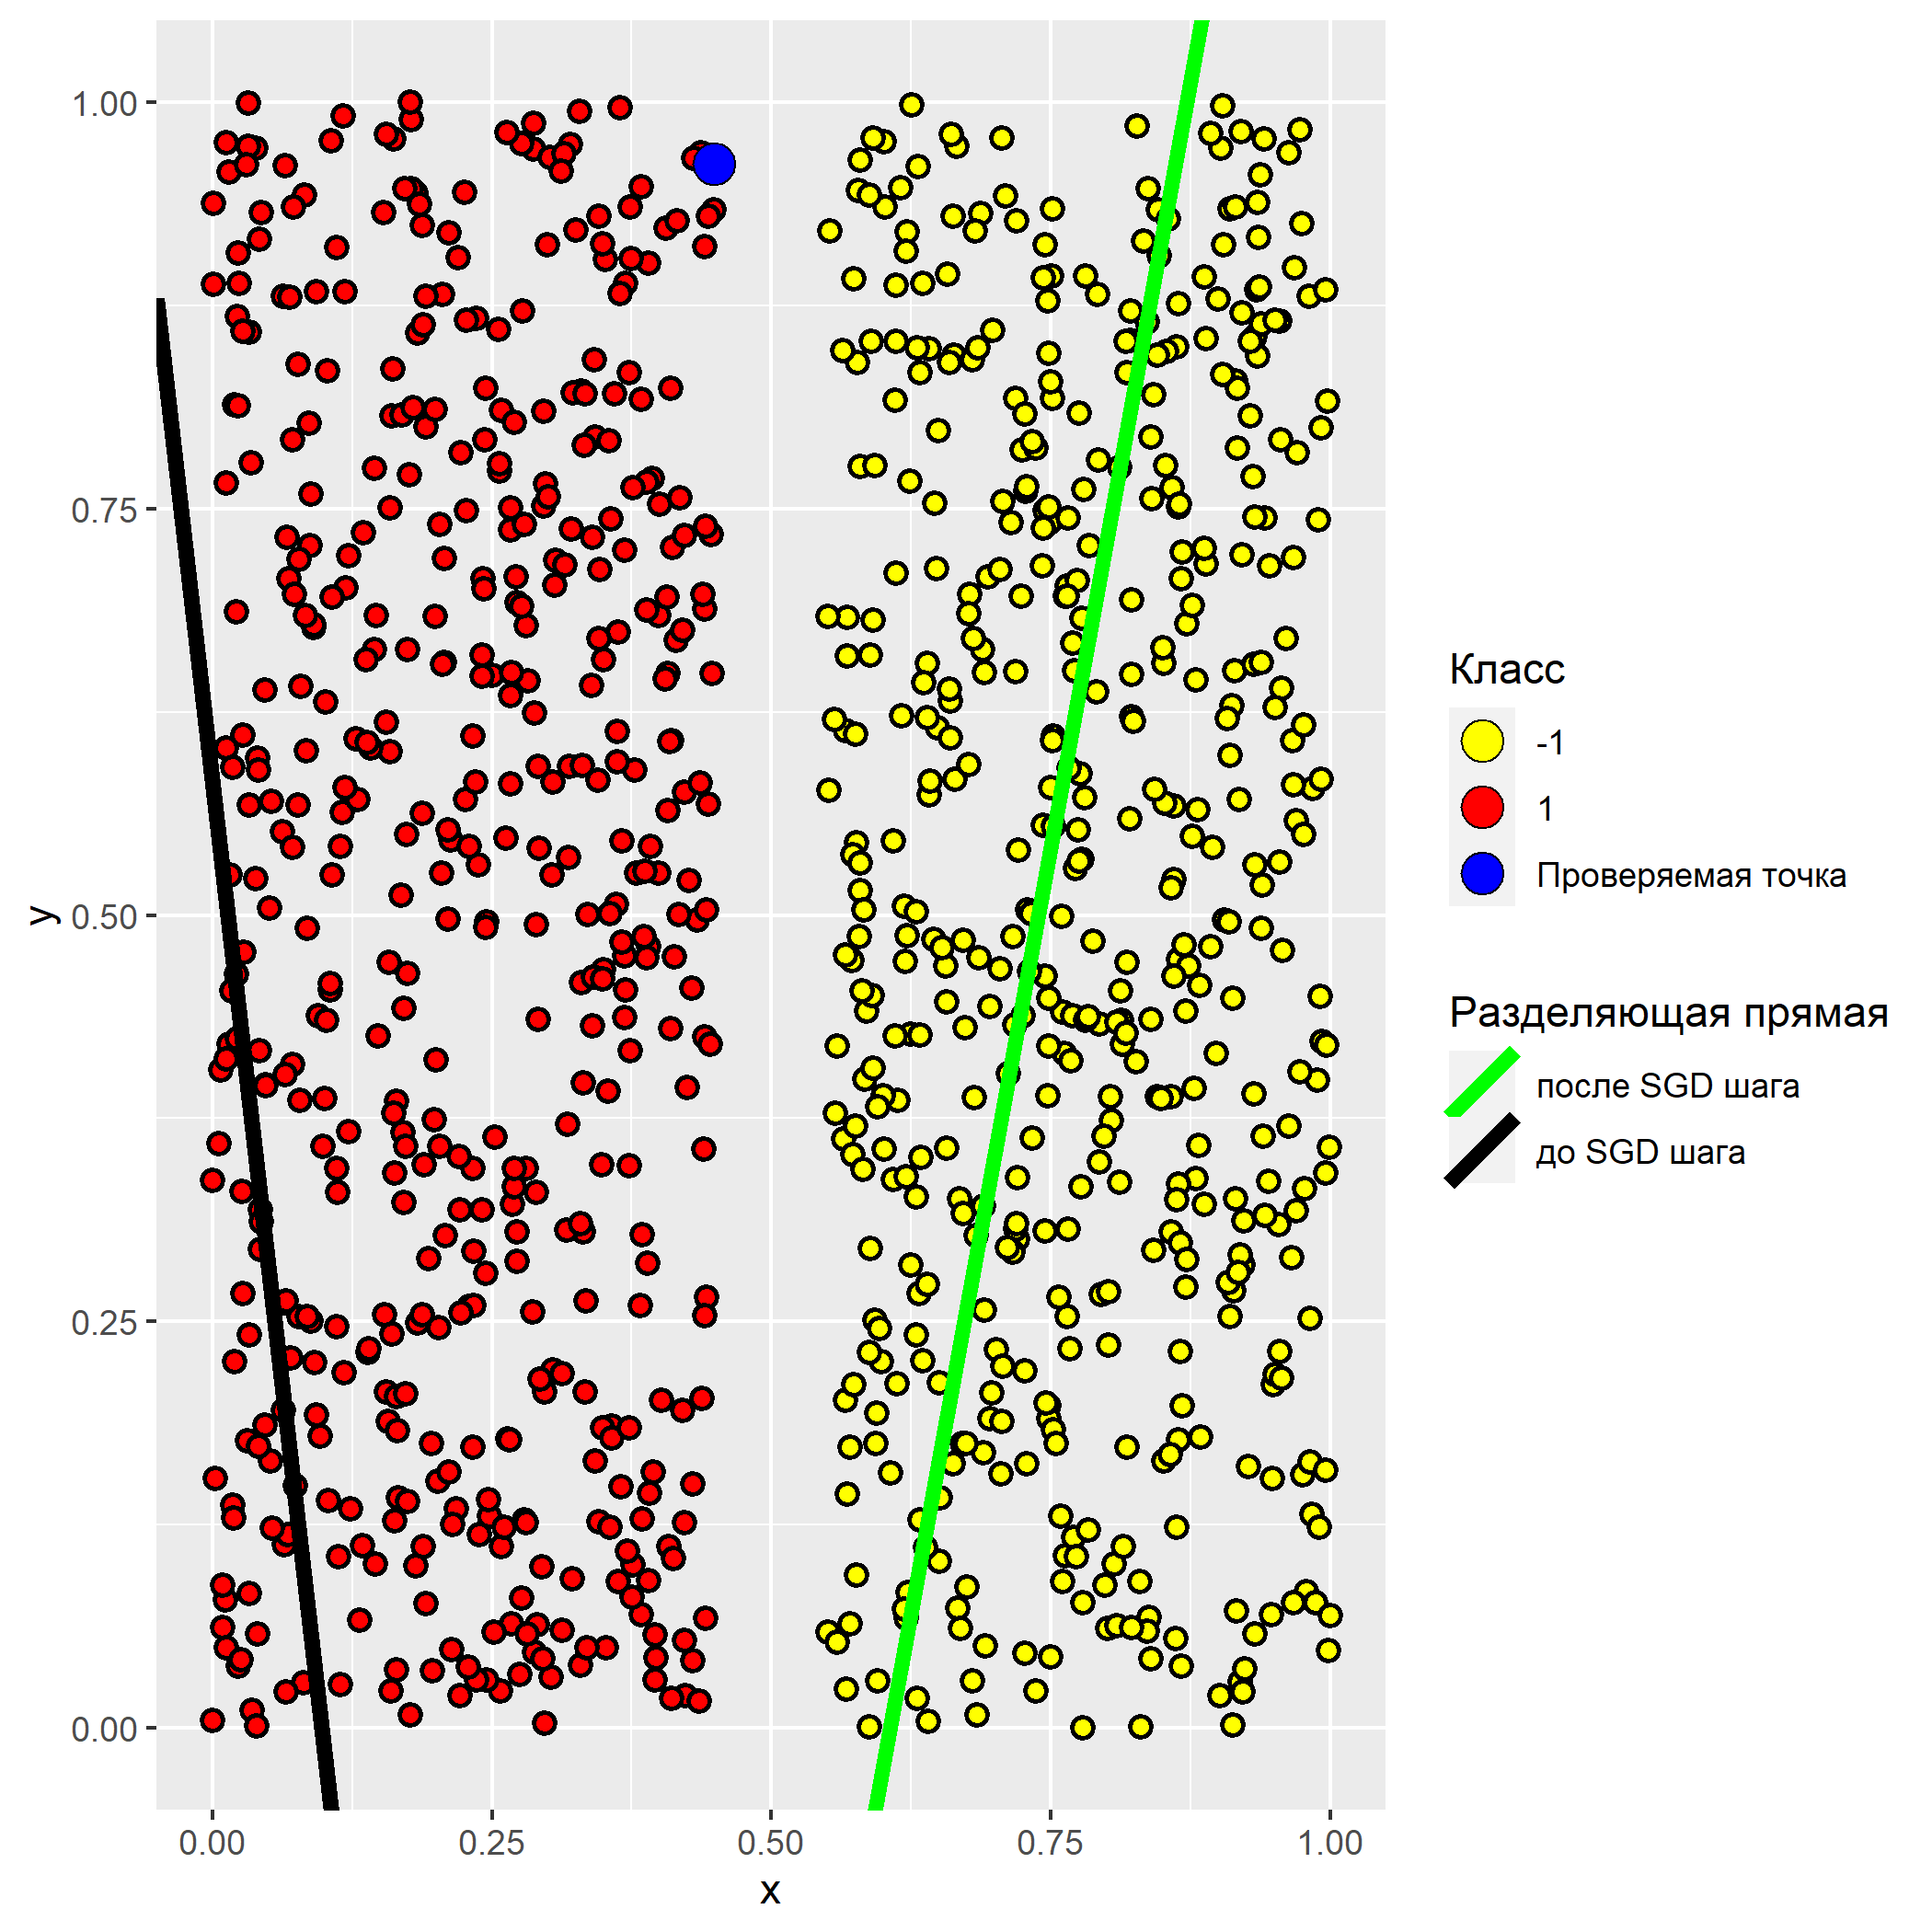 1.00
0.75
0.50
0.25
0.00
y
0.00 0.25 0.50 0.75 1.00
x
Класс
-1
1
Проверяемая точка
Разделяющая прямая
после SGD шага
до SGD шага